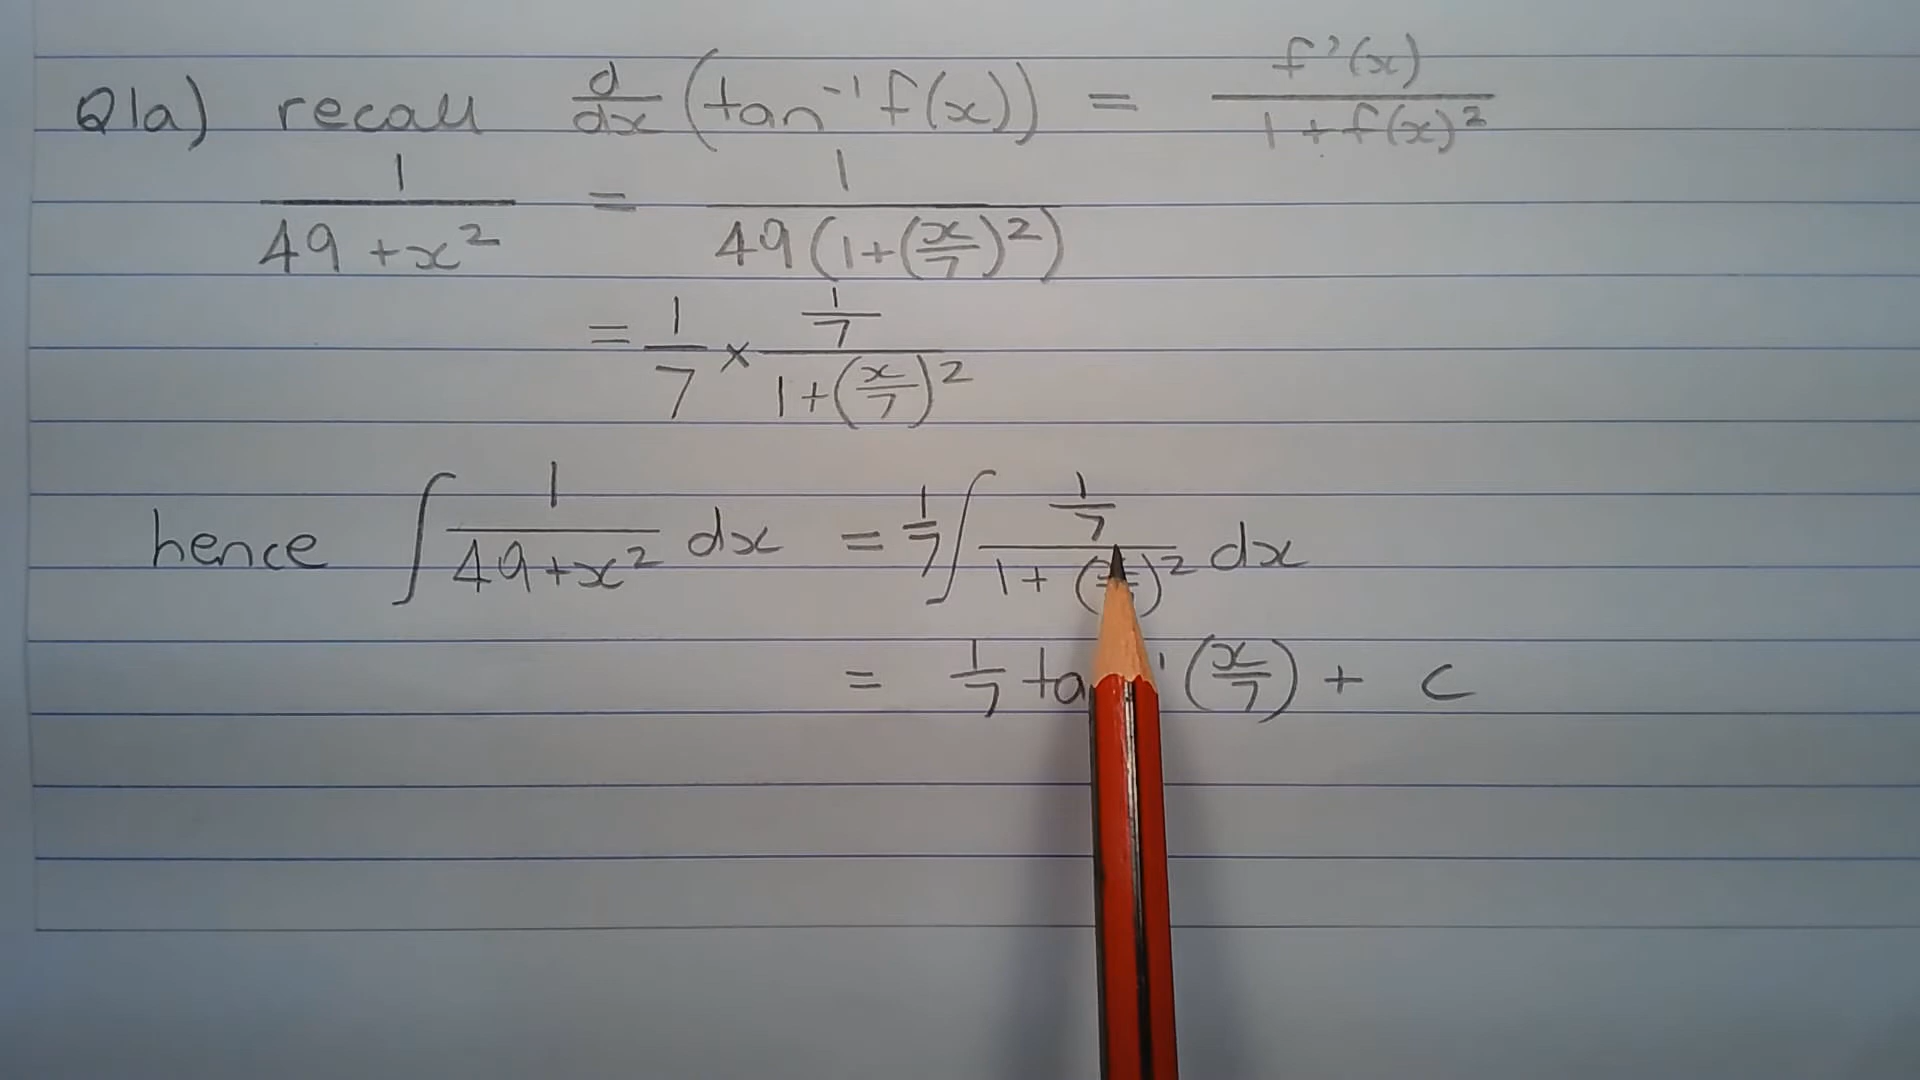 Q1a) recall d/dx (tan⁻¹ f(x)) = f'(x) / 1 + f(x)²
1 / 49 + x² = 1 / 49 (1 + (x/7)²)
= 1/7 × 1/7 / 1 + (x/7)²
hence ∫ 1 / 49 + x² dx = 1/7 ∫ 1/7 / 1 + ( )² dx
= 1/7 ta (x/7) + c